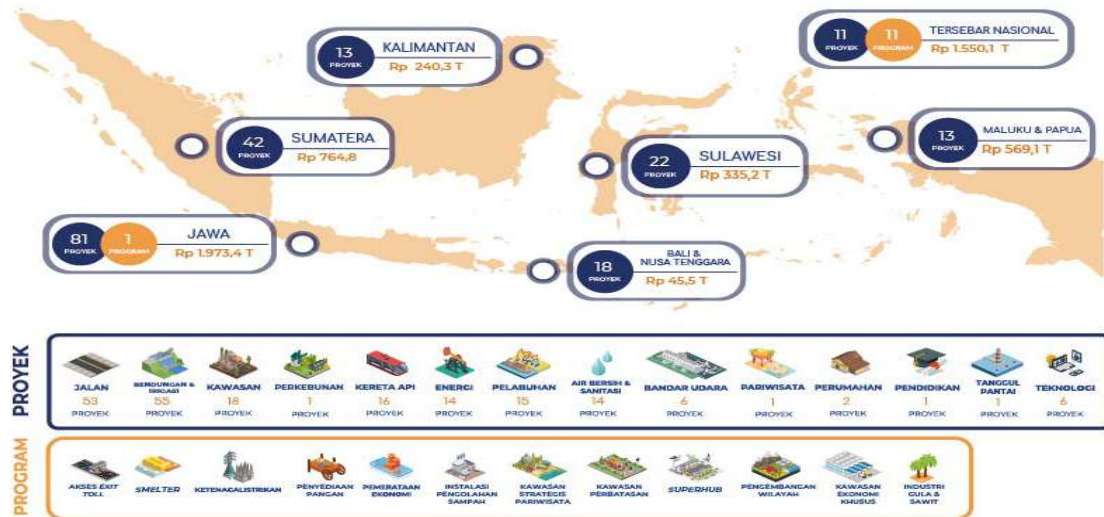 13
PROYEK
KALIMANTAN
Rp 240,3 T
11
PROYEK
11
PROGRAM
TERSEBAR NASIONAL
Rp 1.550,1 T
42
PROYEK
SUMATERA
Rp 764,8
22
PROYEK
SULAWESI
Rp 335,2 T
13
PROYEK
MALUKU & PAPUA
Rp 569,1 T
81
PROYEK
1
PROGRAM
JAWA
Rp 1.973,4 T
18
PROYEK
BALI &
NUSA TENGGARA
Rp 45,5 T
PROYEK
JALAN
53
PROYEK
BENDUNGAN &
IRIGASI
55
PROYEK
KAWASAN
18
PROYEK
PERKEBUNAN
1
PROYEK
KERETA API
16
PROYEK
ENERGI
14
PROYEK
PELABUHAN
15
PROYEK
AIR BERSIH &
SANITASI
14
PROYEK
BANDAR UDARA
6
PROYEK
PARIWISATA
1
PROYEK
PERUMAHAN
2
PROYEK
PENDIDIKAN
1
PROYEK
TANGGUL
PANTAI
1
PROYEK
TEKNOLOGI
6
PROYEK
PROGRAM
AKSES EXIT
TOLL
SMELTER
KETENAGALISTRIKAN
PENYEDIAAN
PANGAN
PEMERATAAN
EKONOMI
INSTALASI
PENGOLAHAN
SAMPAH
KAWASAN
STRATEGIS
PARIWISATA
KAWASAN
PERBATASAN
SUPERHUB
PENGEMBANGAN
WILAYAH
KAWASAN
EKONOMI
KHUSUS
INDUSTRI
GULA &
SAWIT